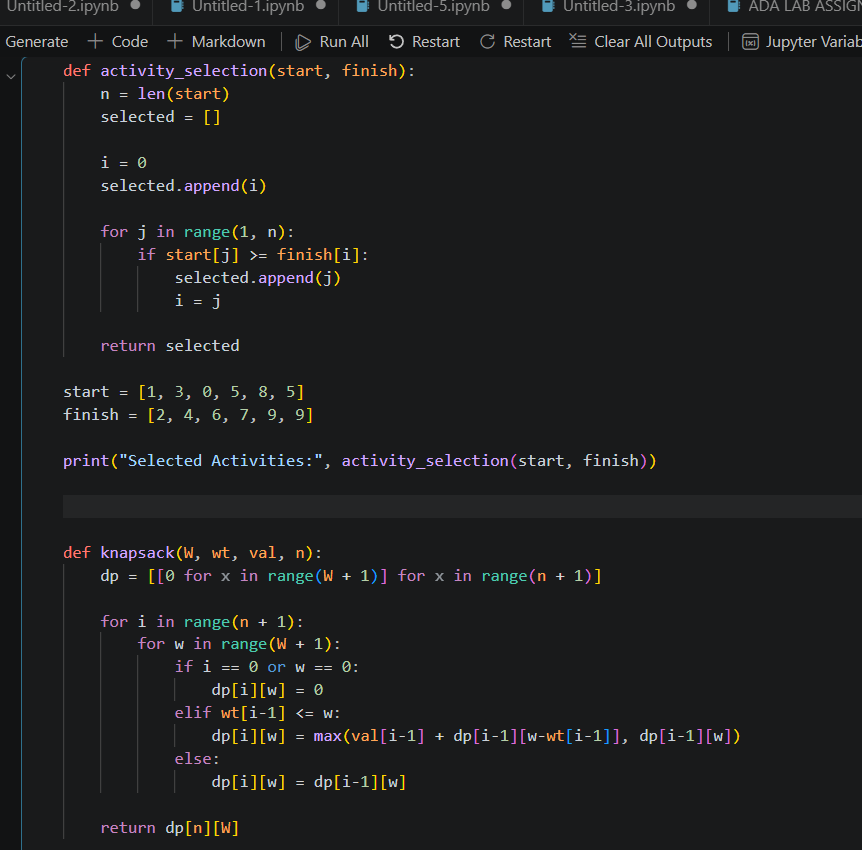 Untitled-2.ipynb Untitled-1.ipynb Untitled-5.ipynb Untitled-3.ipynb ADA LAB
Generate + Code + Markdown Run All Restart Restart Clear All Outputs Jupyter
def activity_selection(start, finish):
    n = len(start)
    selected = []

    i = 0
    selected.append(i)

    for j in range(1, n):
        if start[j] >= finish[i]:
            selected.append(j)
            i = j

    return selected

start = [1, 3, 0, 5, 8, 5]
finish = [2, 4, 6, 7, 9, 9]

print("Selected Activities:", activity_selection(start, finish))


def knapsack(W, wt, val, n):
    dp = [[0 for x in range(W + 1)] for x in range(n + 1)]

    for i in range(n + 1):
        for w in range(W + 1):
            if i == 0 or w == 0:
                dp[i][w] = 0
            elif wt[i-1] <= w:
                dp[i][w] = max(val[i-1] + dp[i-1][w-wt[i-1]], dp[i-1][w])
            else:
                dp[i][w] = dp[i-1][w]

    return dp[n][W]